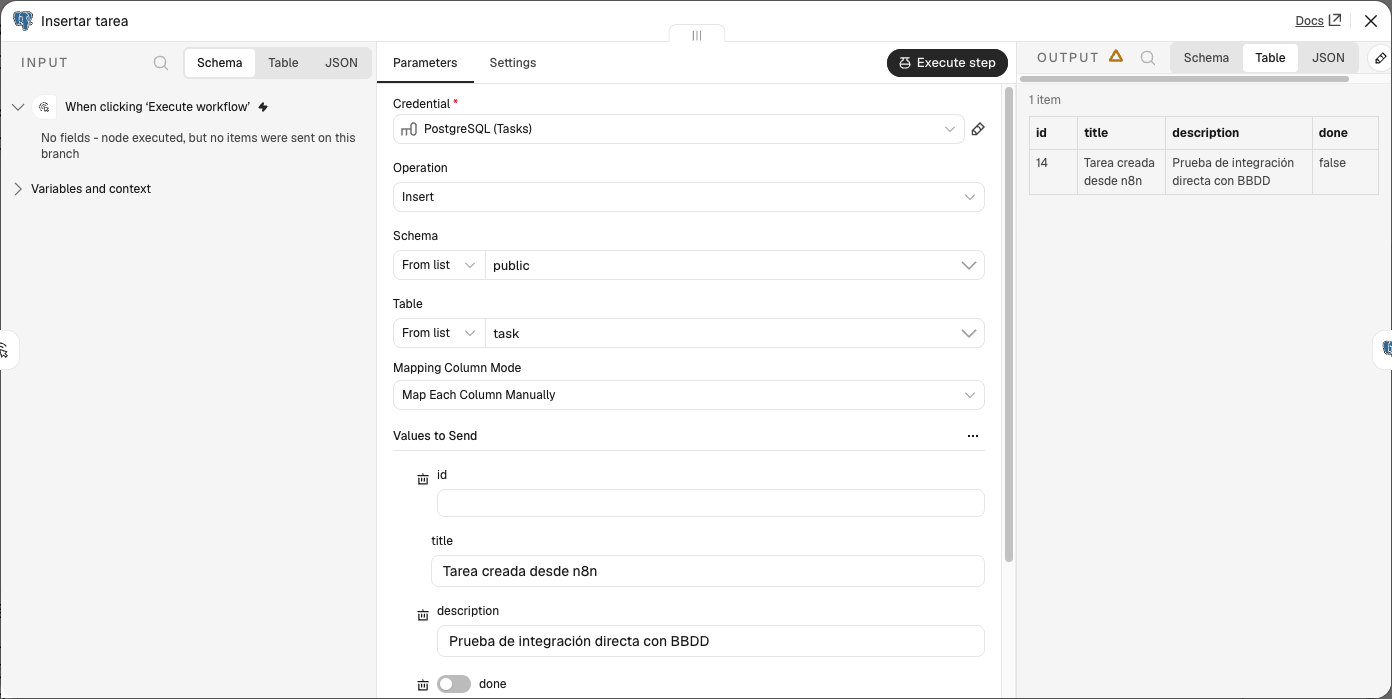 Insertar tarea
Docs
INPUT
Schema
Table
JSON
When clicking ‘Execute workflow’
No fields - node executed, but no items were sent on this
branch
Variables and context
Parameters
Settings
Execute step
Credential *
PostgreSQL (Tasks)
Operation
Insert
Schema
From list
public
Table
From list
task
Mapping Column Mode
Map Each Column Manually
Values to Send
id
title
Tarea creada desde n8n
description
Prueba de integración directa con BBDD
done
OUTPUT
Schema
Table
JSON
1 item
id title description done
14 Tarea creada Prueba de integración false
desde n8n directa con BBDD